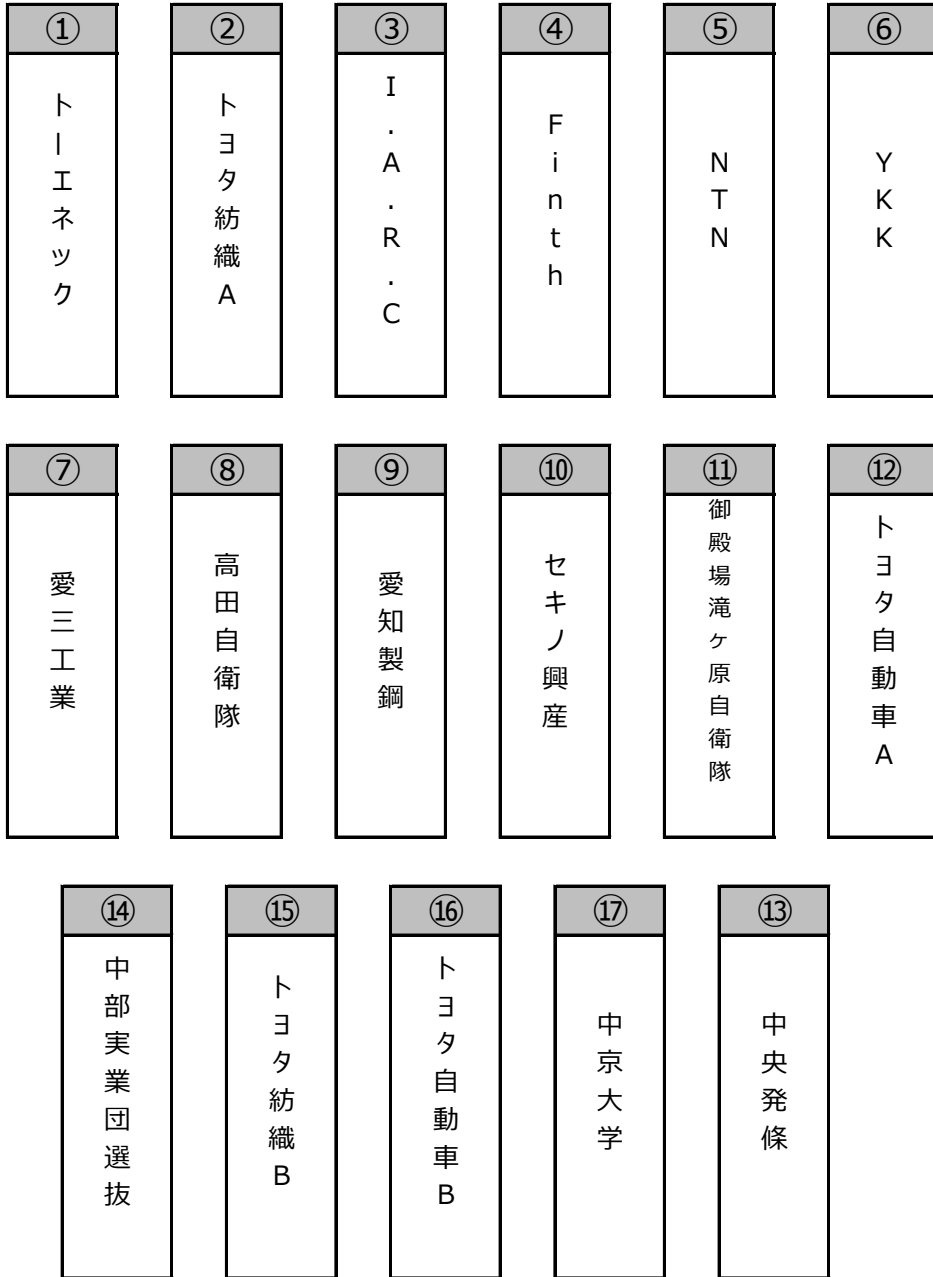 ①
トーエネック
②
トヨタ紡織A
③
I.A.R.C
④
Finth
⑤
NTN
⑥
YKK
⑦
愛三工業
⑧
高田自衛隊
⑨
愛知製鋼
⑩
セキノ興産
⑪
御殿場滝ヶ原自衛隊
⑫
トヨタ自動車A
⑭
中部実業団選抜
⑮
トヨタ紡織B
⑯
トヨタ自動車B
⑰
中京大学
⑬
中央発條